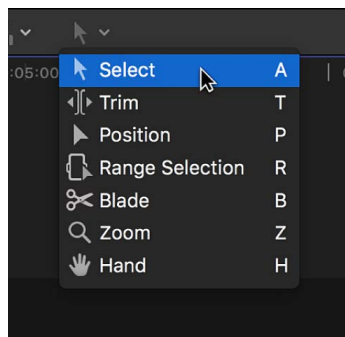 :05:00
Select A
Trim T
Position P
Range Selection R
Blade B
Zoom Z
Hand H